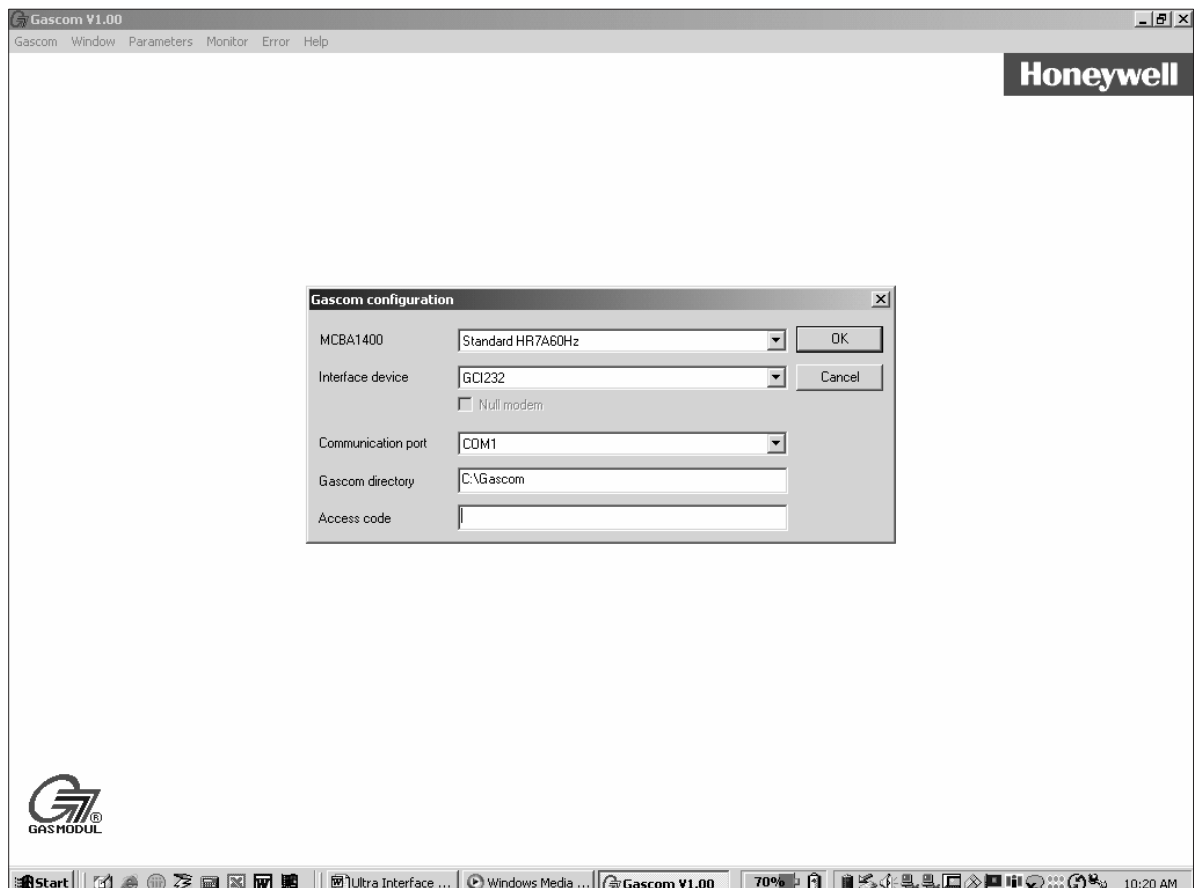 Gascom V1.00
Gascom Window Parameters Monitor Error Help
Honeywell
Gascom configuration
MCBA1400 Standard HR7A60Hz OK
Interface device GCI232 Cancel
Null modem
Communication port COM1
Gascom directory C:\Gascom
Access code
® 
GASMODUL
Start Ultra Interface ... Windows Media ... Gascom V1.00 70% 10:20 AM